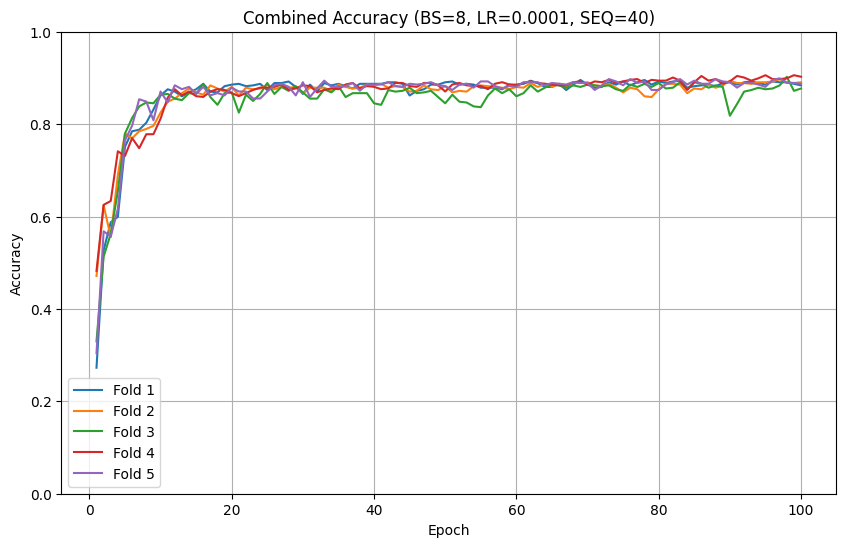 Combined Accuracy (BS=8, LR=0.0001, SEQ=40)
1.0
0.8
0.6
0.4
0.2
0.0
Accuracy
Fold 1
Fold 2
Fold 3
Fold 4
Fold 5
0 20 40 60 80 100
Epoch